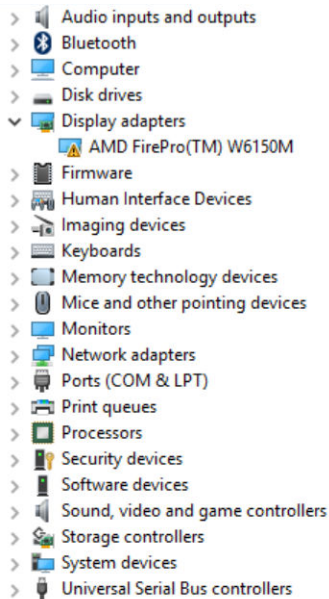 Audio inputs and outputs
Bluetooth
Computer
Disk drives
Display adapters
AMD FirePro(TM) W6150M
Firmware
Human Interface Devices
Imaging devices
Keyboards
Memory technology devices
Mice and other pointing devices
Monitors
Network adapters
Ports (COM & LPT)
Print queues
Processors
Security devices
Software devices
Sound, video and game controllers
Storage controllers
System devices
Universal Serial Bus controllers